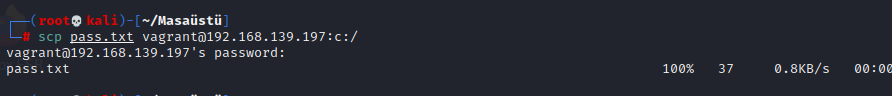 (root💀kali)-[~/Masaüstü]
# scp pass.txt vagrant@192.168.139.197:c:/
vagrant@192.168.139.197's password:
pass.txt 100% 37 0.8KB/s 00:00